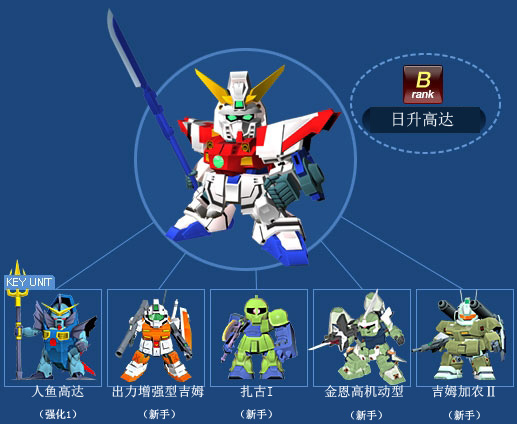 B
rank
日升高达
KEY UNIT
人鱼高达
出力增强型吉姆
扎古I
金恩高机动型
吉姆加农Ⅱ
（强化1）
（新手）
（新手）
（新手）
（新手）